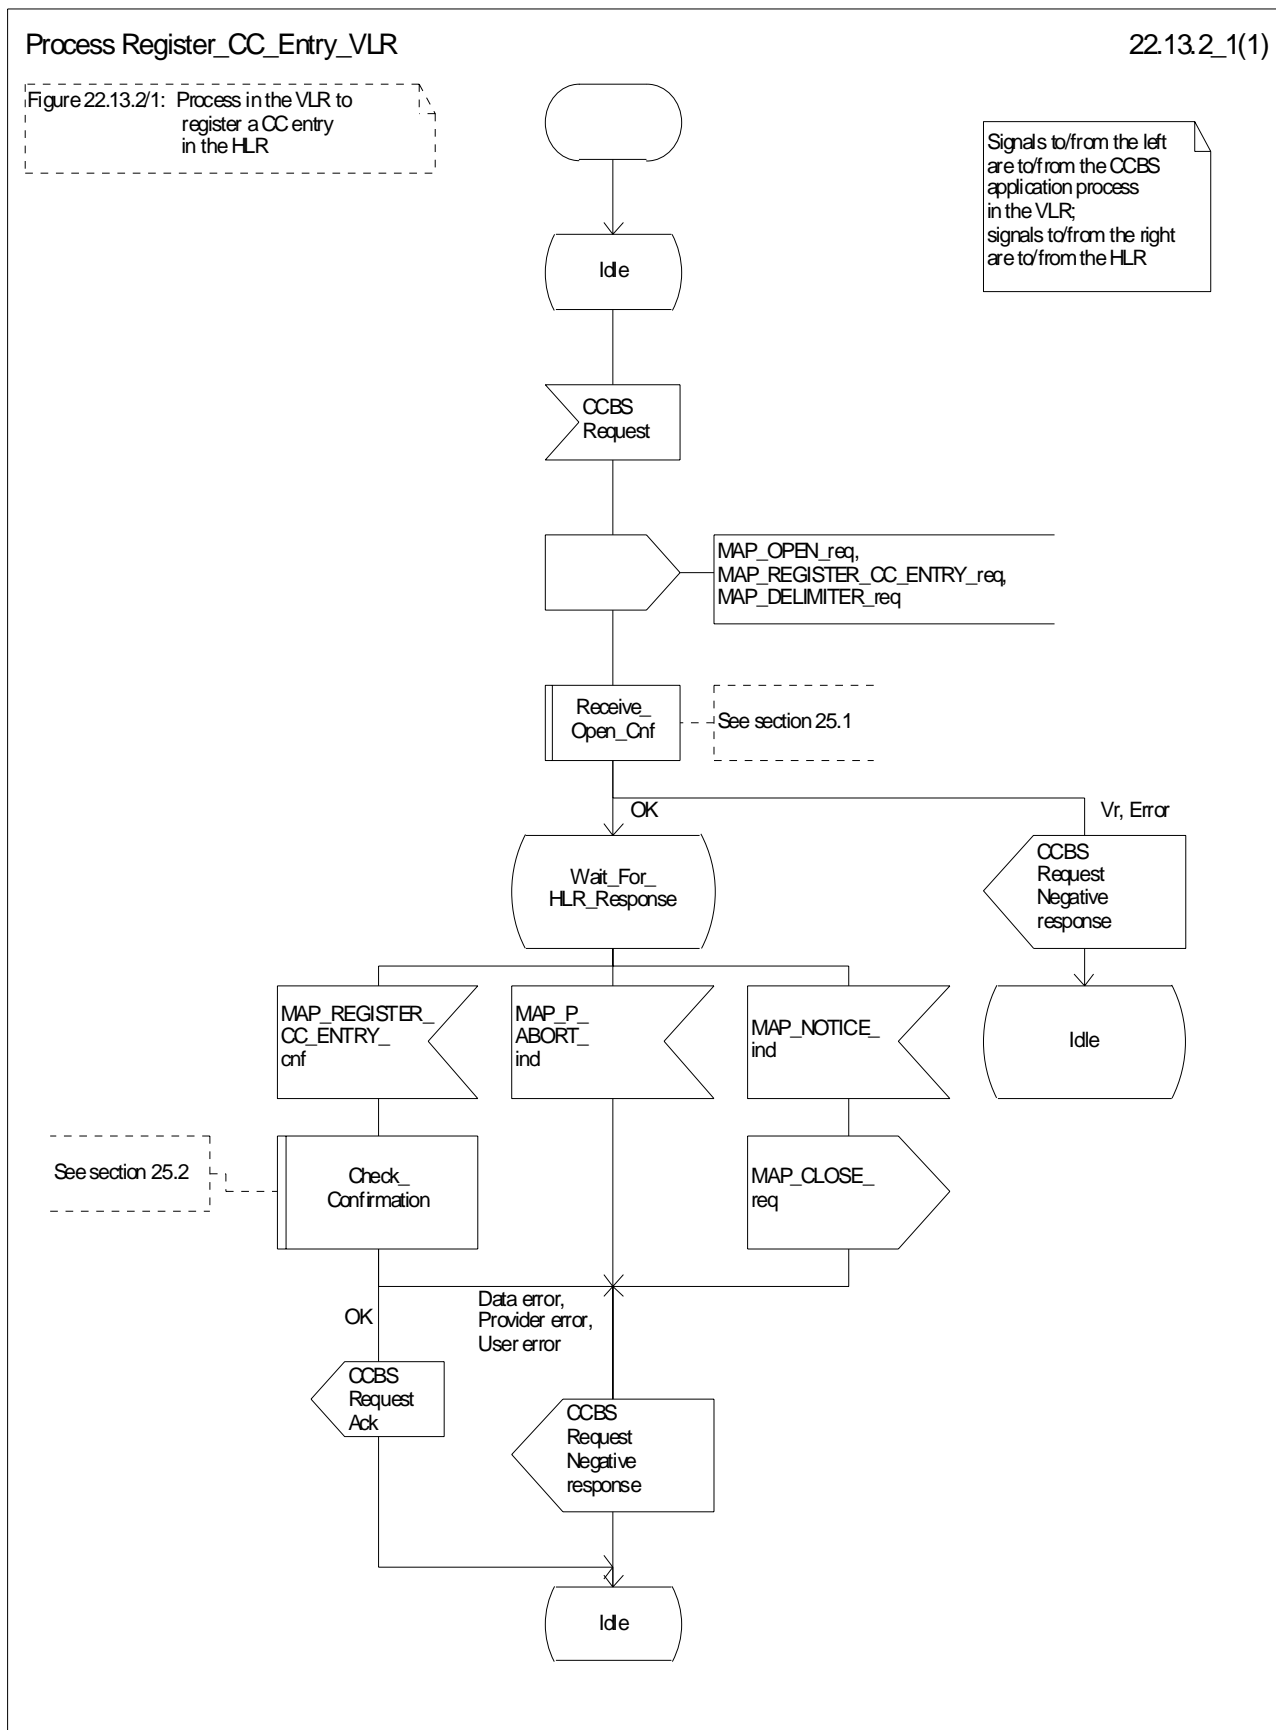 Process Register_CC_Entry_VLR
22.13.2_1(1)
Figure 22.13.2/1: Process in the VLR to
register a CC entry
in the HLR
Signals to/from the left
are to/from the CCBS
application process
in the VLR;
signals to/from the right
are to/from the HLR
Idle
CCBS
Request
MAP_OPEN_req,
MAP_REGISTER_CC_ENTRY_req,
MAP_DELIMITER_req
Receive_
Open_Cnf
See section 25.1
OK
Vr, Error
Wait_For_
HLR_Response
CCBS
Request
Negative
response
MAP_REGISTER_
CC_ENTRY_
cnf
MAP_P_
ABORT_
ind
MAP_NOTICE_
ind
Idle
See section 25.2
Check_
Confirmation
MAP_CLOSE_
req
OK
Data error,
Provider error,
User error
CCBS
Request
Ack
CCBS
Request
Negative
response
Idle